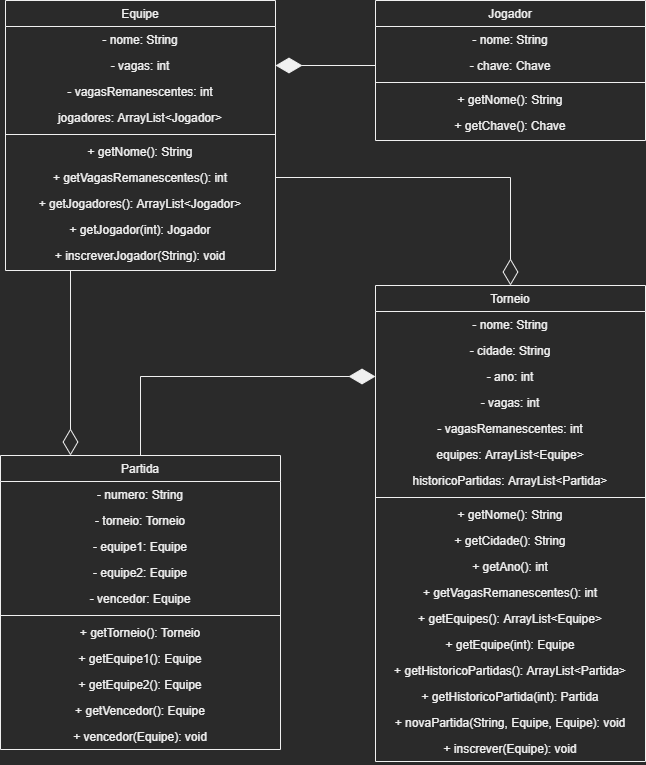 Equipe
- nome: String
- vagas: int
- vagasRemanescentes: int
jogadores: ArrayList<Jogador>
+ getNome(): String
+ getVagasRemanescentes(): int
+ getJogadores(): ArrayList<Jogador>
+ getJogador(int): Jogador
+ inscreverJogador(String): void
Jogador
- nome: String
- chave: Chave
+ getNome(): String
+ getChave(): Chave
Torneio
- nome: String
- cidade: String
- ano: int
- vagas: int
- vagasRemanescentes: int
equipes: ArrayList<Equipe>
historicoPartidas: ArrayList<Partida>
+ getNome(): String
+ getCidade(): String
+ getAno(): int
+ getVagasRemanescentes(): int
+ getEquipes(): ArrayList<Equipe>
+ getEquipe(int): Equipe
+ getHistoricoPartidas(): ArrayList<Partida>
+ getHistoricoPartida(int): Partida
+ novaPartida(String, Equipe, Equipe): void
+ inscrever(Equipe): void
Partida
- numero: String
- torneio: Torneio
- equipe1: Equipe
- equipe2: Equipe
- vencedor: Equipe
+ getTorneio(): Torneio
+ getEquipe1(): Equipe
+ getEquipe2(): Equipe
+ getVencedor(): Equipe
+ vencedor(Equipe): void